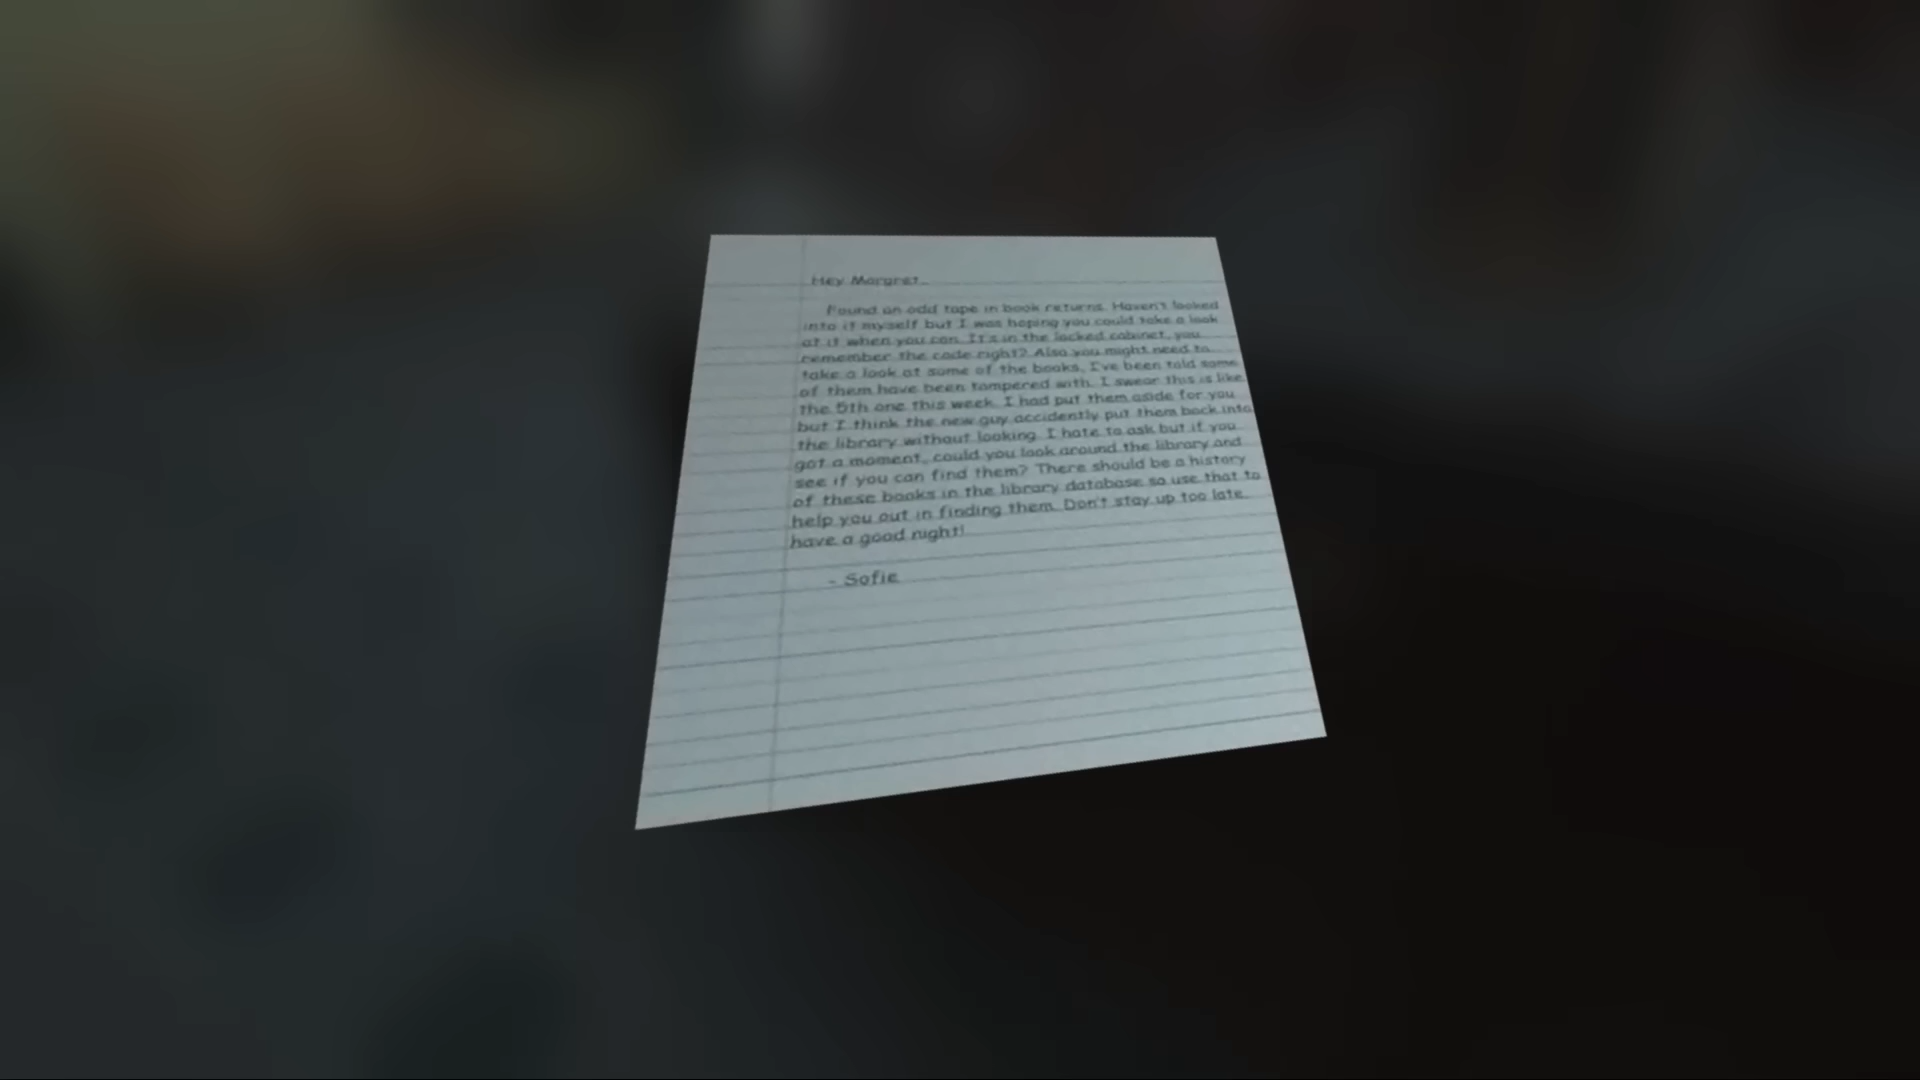 Hey Margret,
Found an odd tape in book returns. Haven't looked
into it myself but I was hoping you could take a look
at it when you can. It's in the locked cabinet, you
remember the code right? Also you might need to
take a look at some of the books, I've been told some
of them have been tampered with. I swear this is like
the 5th one this week. I had put them aside for you
but I think the new guy accidently put them back into
the library without looking. I hate to ask but if you
got a moment, could you look around the library and
see if you can find them? There should be a history
of these books in the library database so use that to
help you out in finding them. Don't stay up too late,
have a good night!
- Sofie